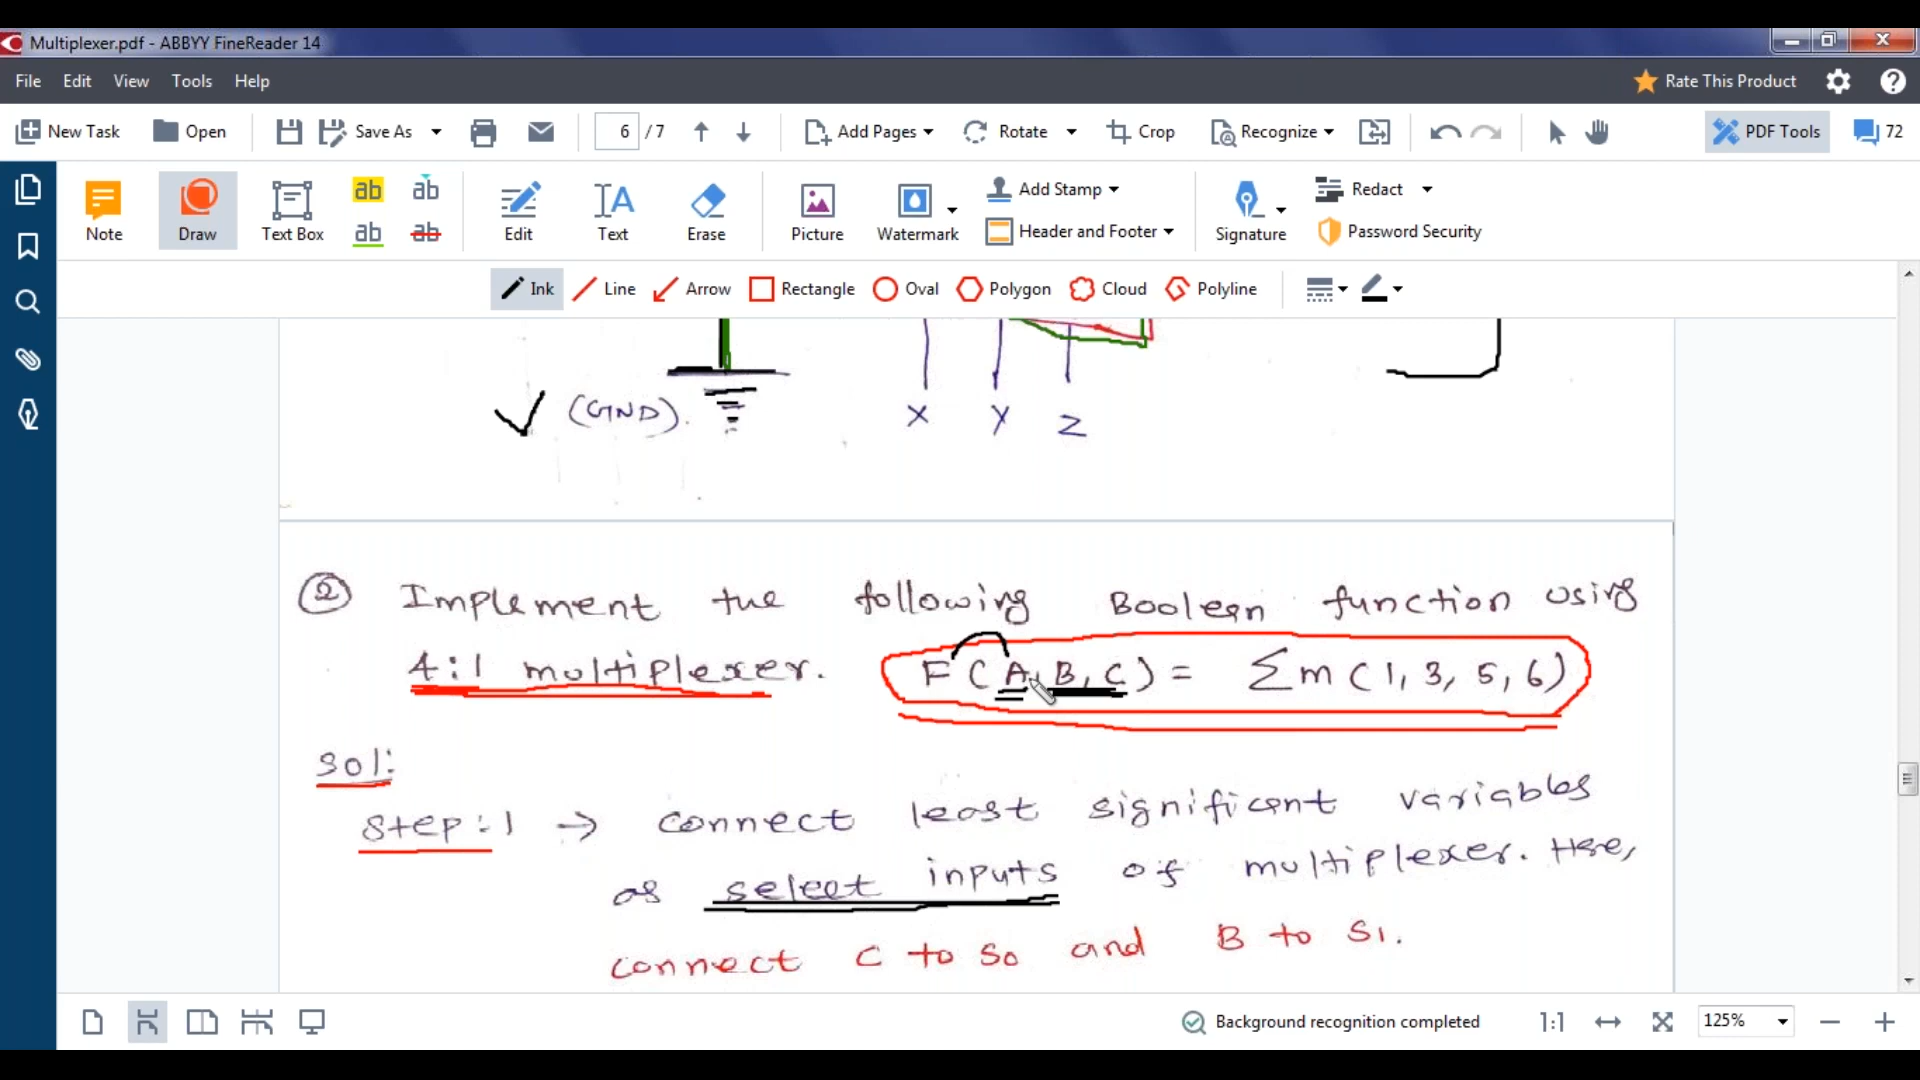 Multiplexer.pdf - ABBYY FineReader 14
File Edit View Tools Help Rate This Product
New Task Open Save As 6 / 7 Add Pages Rotate Crop Recognize PDF Tools 72
Note Draw Text Box ab ab ab ab Edit Text Erase Picture Watermark Add Stamp Header and Footer Signature Redact Password Security
Ink Line Arrow Rectangle Oval Polygon Cloud Polyline
(GND). X Y Z
② Implement the following Boolean function using
4:1 multiplexer. F(A,B,C) = Σm(1,3,5,6)
Sol:
Step:1 → connect least significant variables
as select inputs of multiplexer. Here,
connect C to S0 and B to S1.
Background recognition completed 1:1 125%